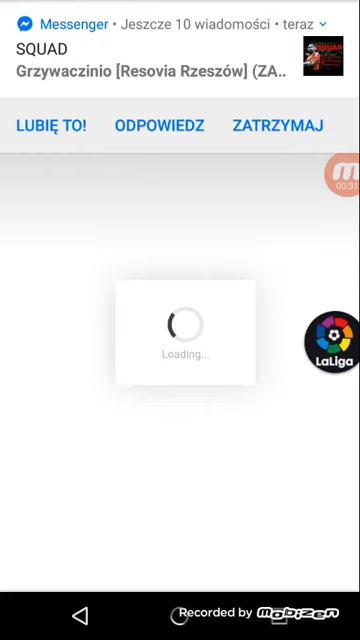 Messenger • Jeszcze 10 wiadomości • teraz
SQUAD
Grzywaczinio [Resovia Rzeszów] (ZA..
LUBIĘ TO!
ODPOWIEDZ
ZATRZYMAJ
00:31
Loading...
LaLiga
Recorded by mobizen